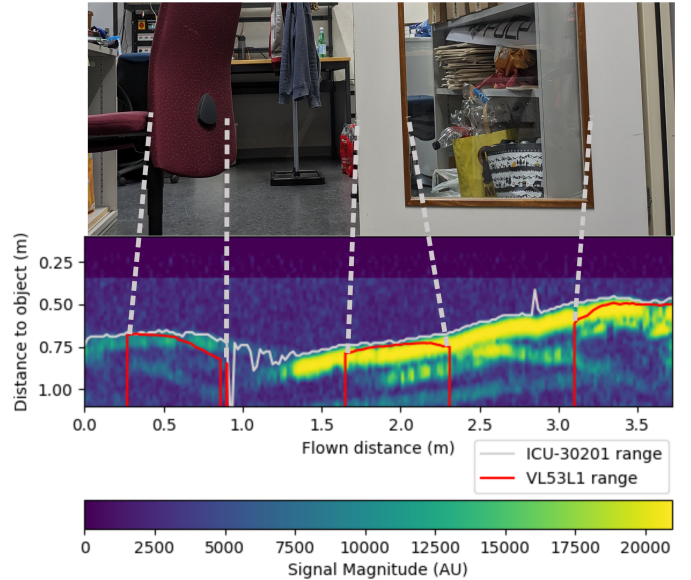 0.25
0.50
0.75
1.00
Distance to object (m)
0.0 0.5 1.0 1.5 2.0 2.5 3.0 3.5
Flown distance (m)
ICU-30201 range
VL53L1 range
0 2500 5000 7500 10000 12500 15000 17500 20000
Signal Magnitude (AU)